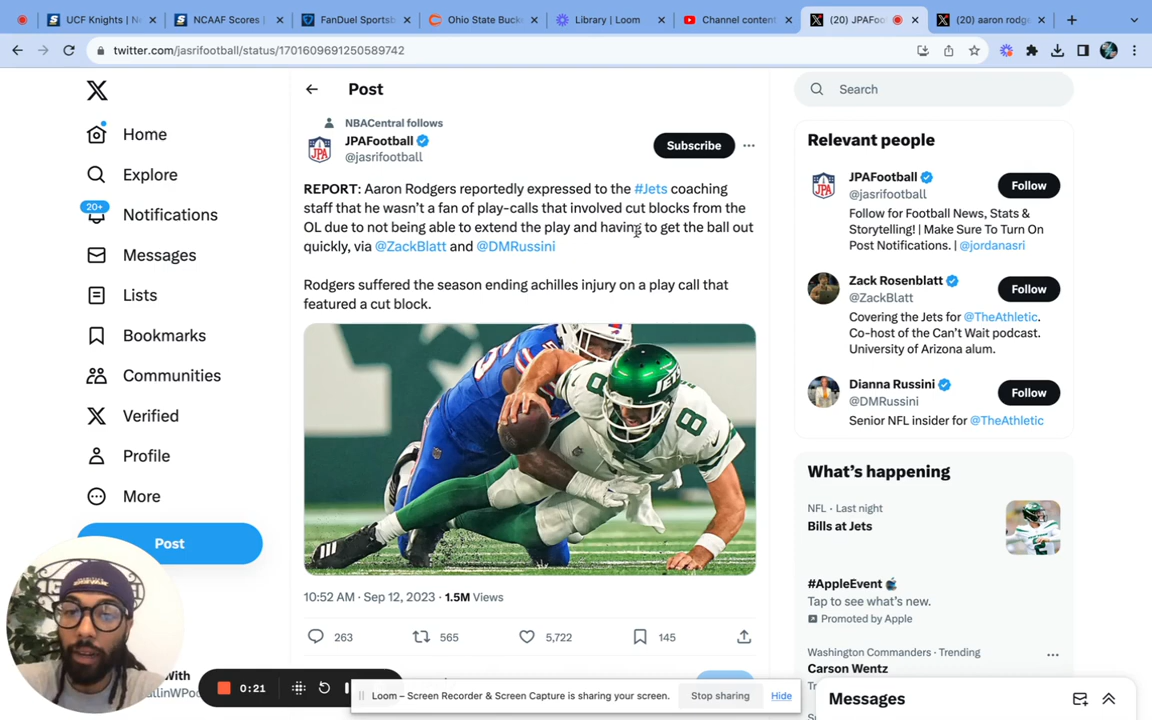 UCF Knights | N
NCAAF Scores |
FanDuel Sportsb
Ohio State Buck
Library | Loom
Channel content
(20) JPAFoo
(20) aaron rodg
twitter.com/jasrifootball/status/1701609691250589742
Home
Explore
20+
Notifications
Messages
Lists
Bookmarks
Communities
Verified
Profile
More
Post
Post
NBACentral follows
JPAFootball
@jasrifootball
Subscribe
REPORT: Aaron Rodgers reportedly expressed to the #Jets coaching
staff that he wasn't a fan of play-calls that involved cut blocks from the
OL due to not being able to extend the play and having to get the ball out
quickly, via @ZackBlatt and @DMRussini
Rodgers suffered the season ending achilles injury on a play call that
featured a cut block.
JETS
8
8
10:52 AM · Sep 12, 2023 · 1.5M Views
263
565
5,722
145
With
0:21
Loom – Screen Recorder & Screen Capture is sharing your screen.
Stop sharing
Hide
Search
Relevant people
JPAFootball
@jasrifootball
Follow
Follow for Football News, Stats &
Storytelling! | Make Sure To Turn On
Post Notifications. | @jordanasri
Zack Rosenblatt
@ZackBlatt
Follow
Covering the Jets for @TheAthletic.
Co-host of the Can't Wait podcast.
University of Arizona alum.
Dianna Russini
@DMRussini
Follow
Senior NFL insider for @TheAthletic
What's happening
NFL · Last night
Bills at Jets
#AppleEvent
Tap to see what's new.
Promoted by Apple
Washington Commanders · Trending
Carson Wentz
Messages